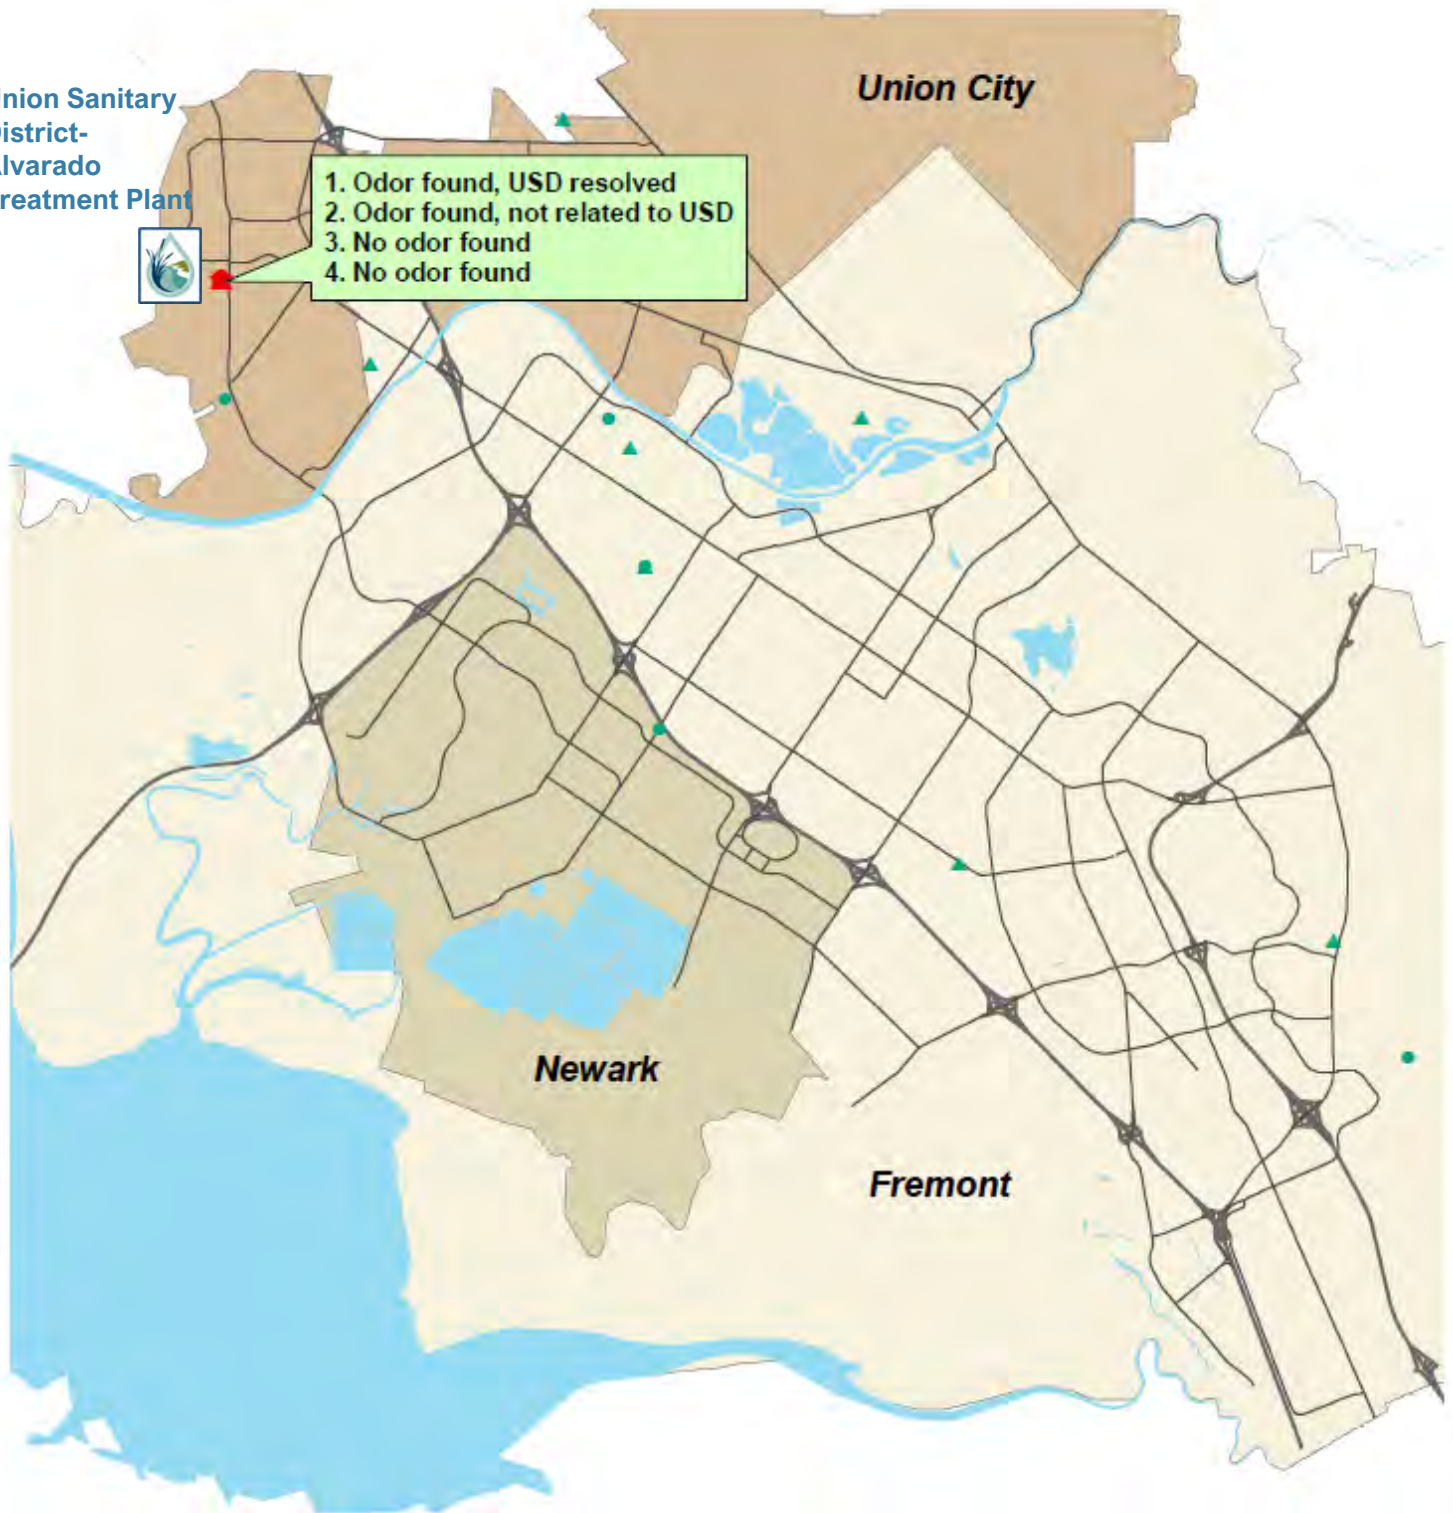 Union City
nion Sanitary
istrict-
lvarado
reatment Plant
1. Odor found, USD resolved
2. Odor found, not related to USD
3. No odor found
4. No odor found
Newark
Fremont